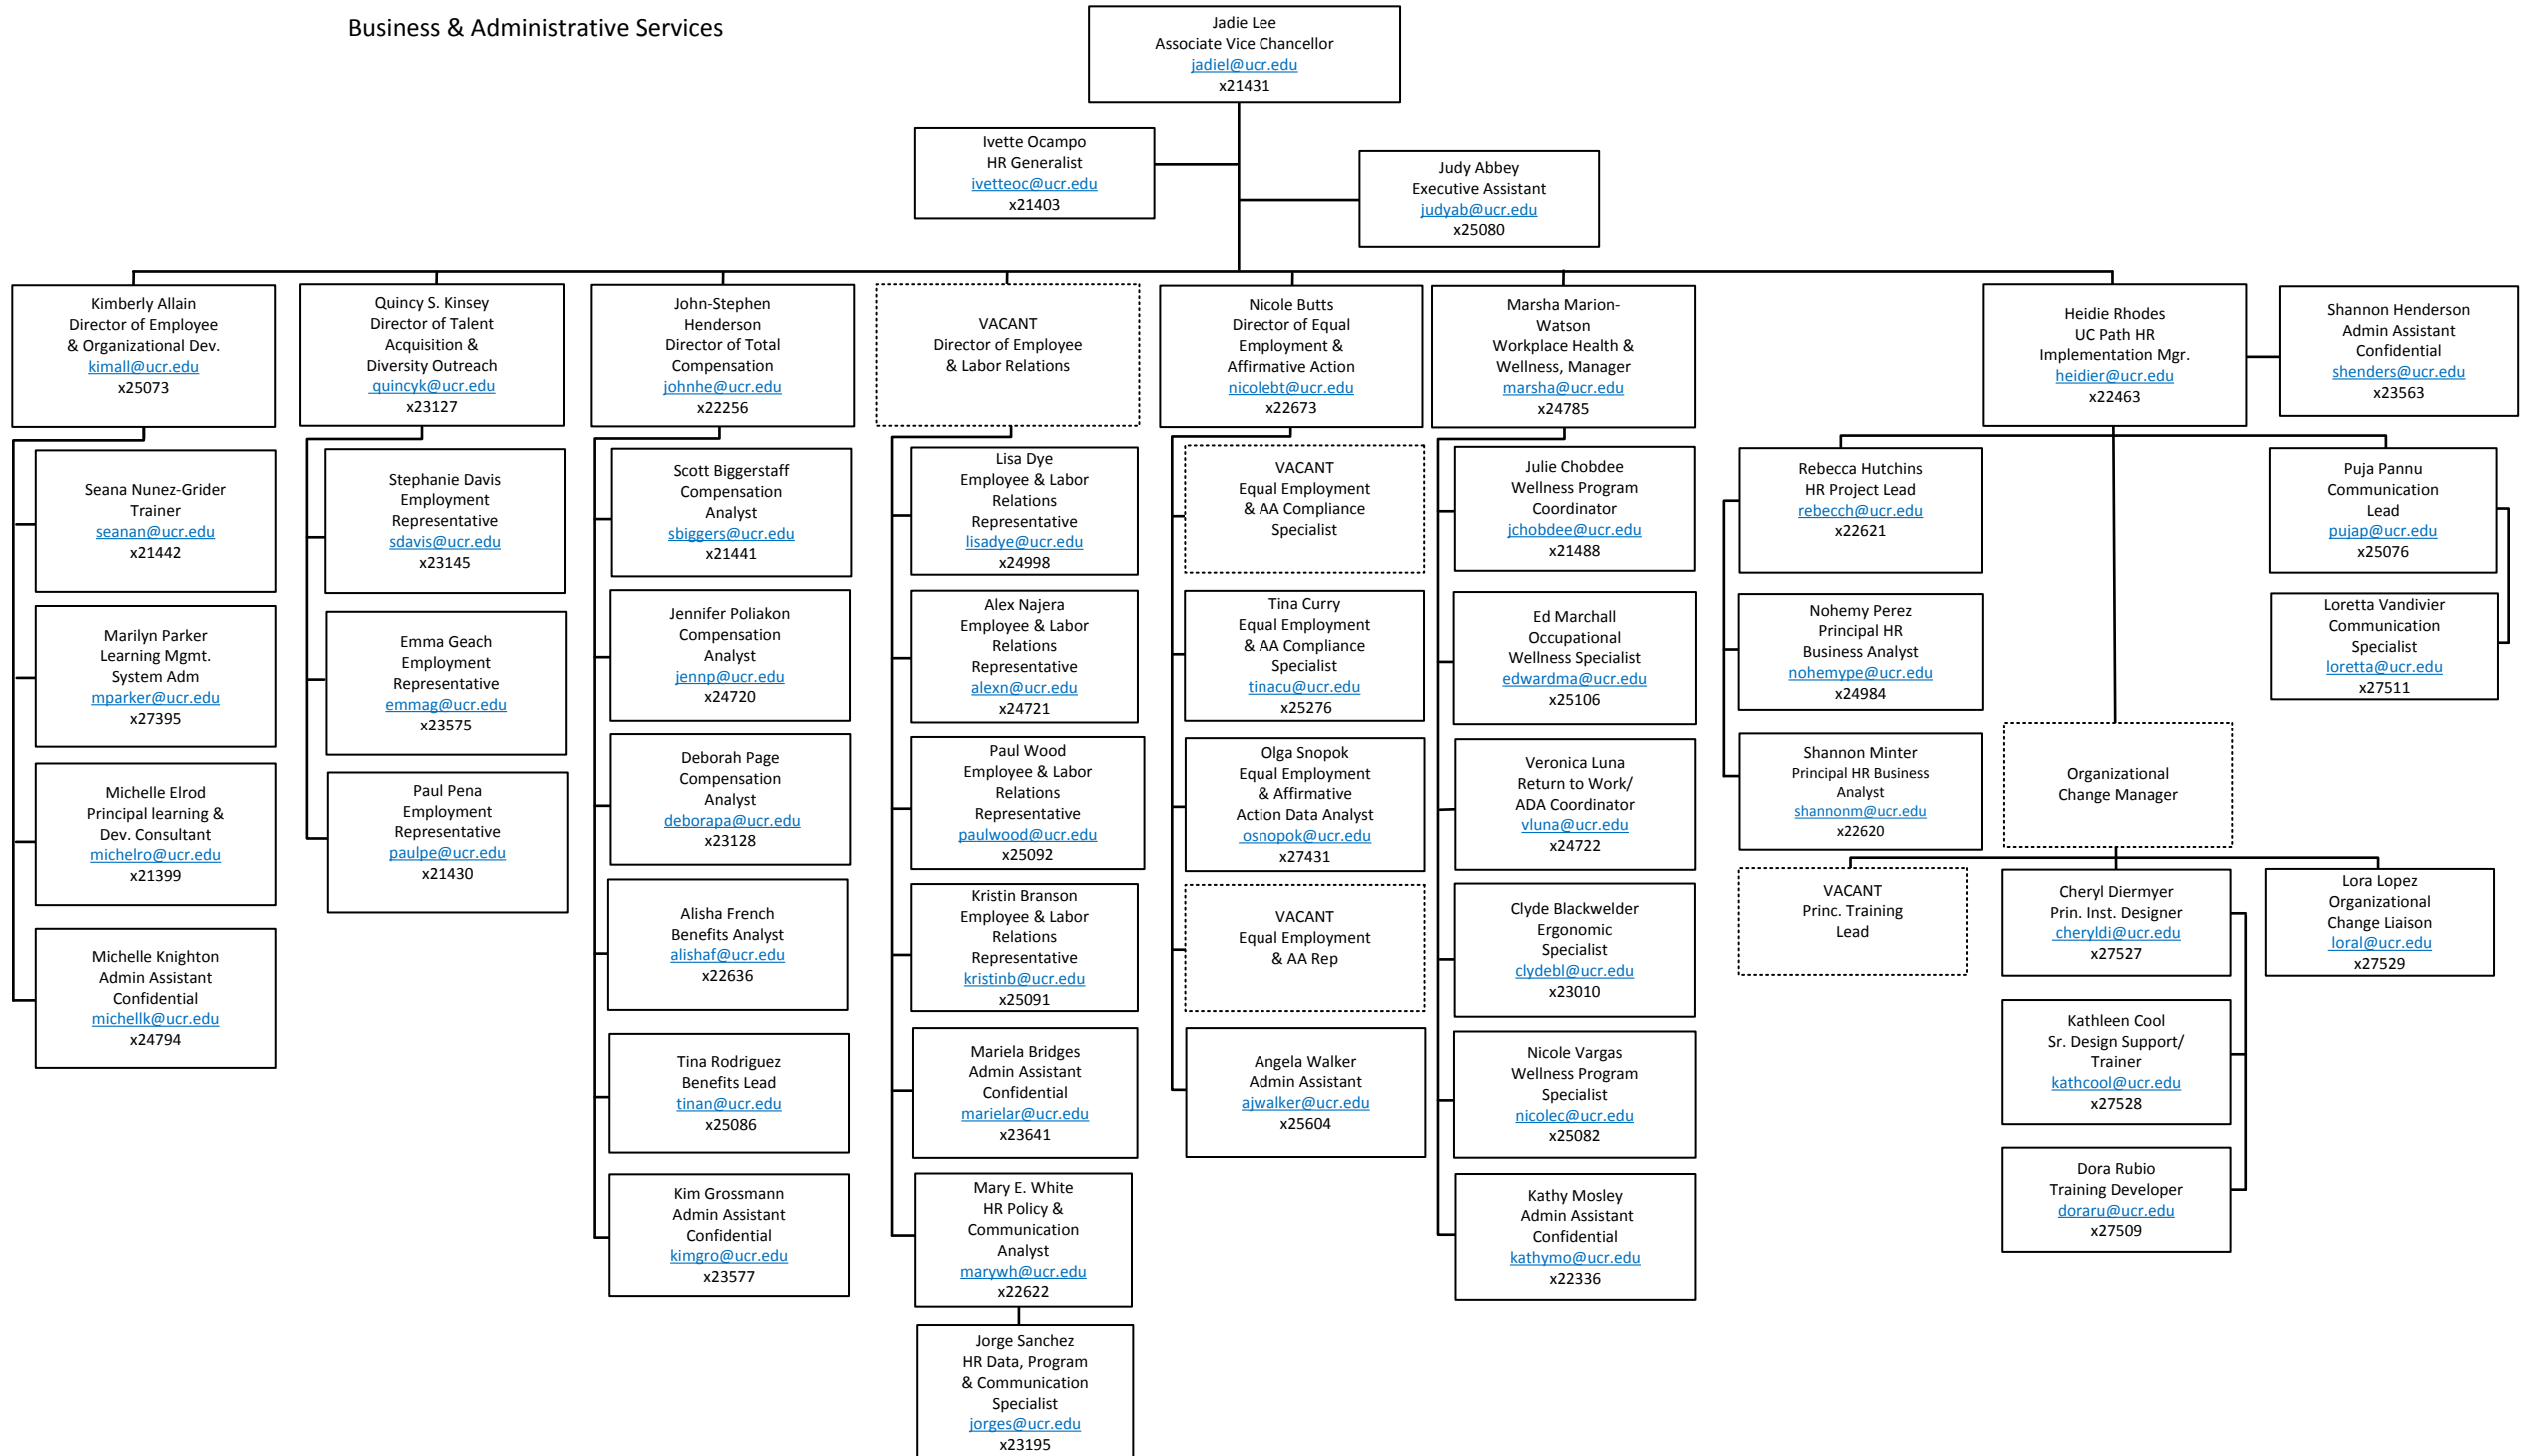 Business & Administrative Services
Jadie Lee
Associate Vice Chancellor
jadiel@ucr.edu
x21431
Ivette Ocampo
HR Generalist
ivetteoc@ucr.edu
x21403
Judy Abbey
Executive Assistant
judyab@ucr.edu
x25080
Kimberly Allain
Director of Employee
& Organizational Dev.
kimall@ucr.edu
x25073
Quincy S. Kinsey
Director of Talent
Acquisition &
Diversity Outreach
quincyk@ucr.edu
x23127
John-Stephen
Henderson
Director of Total
Compensation
johnhe@ucr.edu
x22256
VACANT
Director of Employee
& Labor Relations
Nicole Butts
Director of Equal
Employment &
Affirmative Action
nicolebt@ucr.edu
x22673
Marsha Marion-
Watson
Workplace Health &
Wellness, Manager
marsha@ucr.edu
x24785
Heidie Rhodes
UC Path HR
Implementation Mgr.
heidier@ucr.edu
x22463
Shannon Henderson
Admin Assistant
Confidential
shenders@ucr.edu
x23563
Seana Nunez-Grider
Trainer
seanan@ucr.edu
x21442
Marilyn Parker
Learning Mgmt.
System Adm
mparker@ucr.edu
x27395
Michelle Elrod
Principal learning &
Dev. Consultant
michelro@ucr.edu
x21399
Michelle Knighton
Admin Assistant
Confidential
michellk@ucr.edu
x24794
Stephanie Davis
Employment
Representative
sdavis@ucr.edu
x23145
Emma Geach
Employment
Representative
emmag@ucr.edu
x23575
Paul Pena
Employment
Representative
paulpe@ucr.edu
x21430
Scott Biggerstaff
Compensation
Analyst
sbiggers@ucr.edu
x21441
Jennifer Poliakon
Compensation
Analyst
jennp@ucr.edu
x24720
Deborah Page
Compensation
Analyst
deborapa@ucr.edu
x23128
Alisha French
Benefits Analyst
alishaf@ucr.edu
x22636
Tina Rodriguez
Benefits Lead
tinan@ucr.edu
x25086
Kim Grossmann
Admin Assistant
Confidential
kimgro@ucr.edu
x23577
Lisa Dye
Employee & Labor
Relations
Representative
lisadye@ucr.edu
x24998
Alex Najera
Employee & Labor
Relations
Representative
alexn@ucr.edu
x24721
Paul Wood
Employee & Labor
Relations
Representative
paulwood@ucr.edu
x25092
Kristin Branson
Employee & Labor
Relations
Representative
kristinb@ucr.edu
x25091
Mariela Bridges
Admin Assistant
Confidential
marielar@ucr.edu
x23641
Mary E. White
HR Policy &
Communication
Analyst
marywh@ucr.edu
x22622
Jorge Sanchez
HR Data, Program
& Communication
Specialist
jorges@ucr.edu
x23195
VACANT
Equal Employment
& AA Compliance
Specialist
Tina Curry
Equal Employment
& AA Compliance
Specialist
tinacu@ucr.edu
x25276
Olga Snopok
Equal Employment
& Affirmative
Action Data Analyst
osnopok@ucr.edu
x27431
VACANT
Equal Employment
& AA Rep
Angela Walker
Admin Assistant
ajwalker@ucr.edu
x25604
Julie Chobdee
Wellness Program
Coordinator
jchobdee@ucr.edu
x21488
Ed Marchall
Occupational
Wellness Specialist
edwardma@ucr.edu
x25106
Veronica Luna
Return to Work/
ADA Coordinator
vluna@ucr.edu
x24722
Clyde Blackwelder
Ergonomic
Specialist
clydebl@ucr.edu
x23010
Nicole Vargas
Wellness Program
Specialist
nicolec@ucr.edu
x25082
Kathy Mosley
Admin Assistant
Confidential
kathymo@ucr.edu
x22336
Rebecca Hutchins
HR Project Lead
rebecch@ucr.edu
x22621
Nohemy Perez
Principal HR
Business Analyst
nohemype@ucr.edu
x24984
Shannon Minter
Principal HR Business
Analyst
shannonm@ucr.edu
x22620
Puja Pannu
Communication
Lead
pujap@ucr.edu
x25076
Loretta Vandivier
Communication
Specialist
loretta@ucr.edu
x27511
Organizational
Change Manager
VACANT
Princ. Training
Lead
Cheryl Diermyer
Prin. Inst. Designer
cheryldi@ucr.edu
x27527
Lora Lopez
Organizational
Change Liaison
loral@ucr.edu
x27529
Kathleen Cool
Sr. Design Support/
Trainer
kathcool@ucr.edu
x27528
Dora Rubio
Training Developer
doraru@ucr.edu
x27509